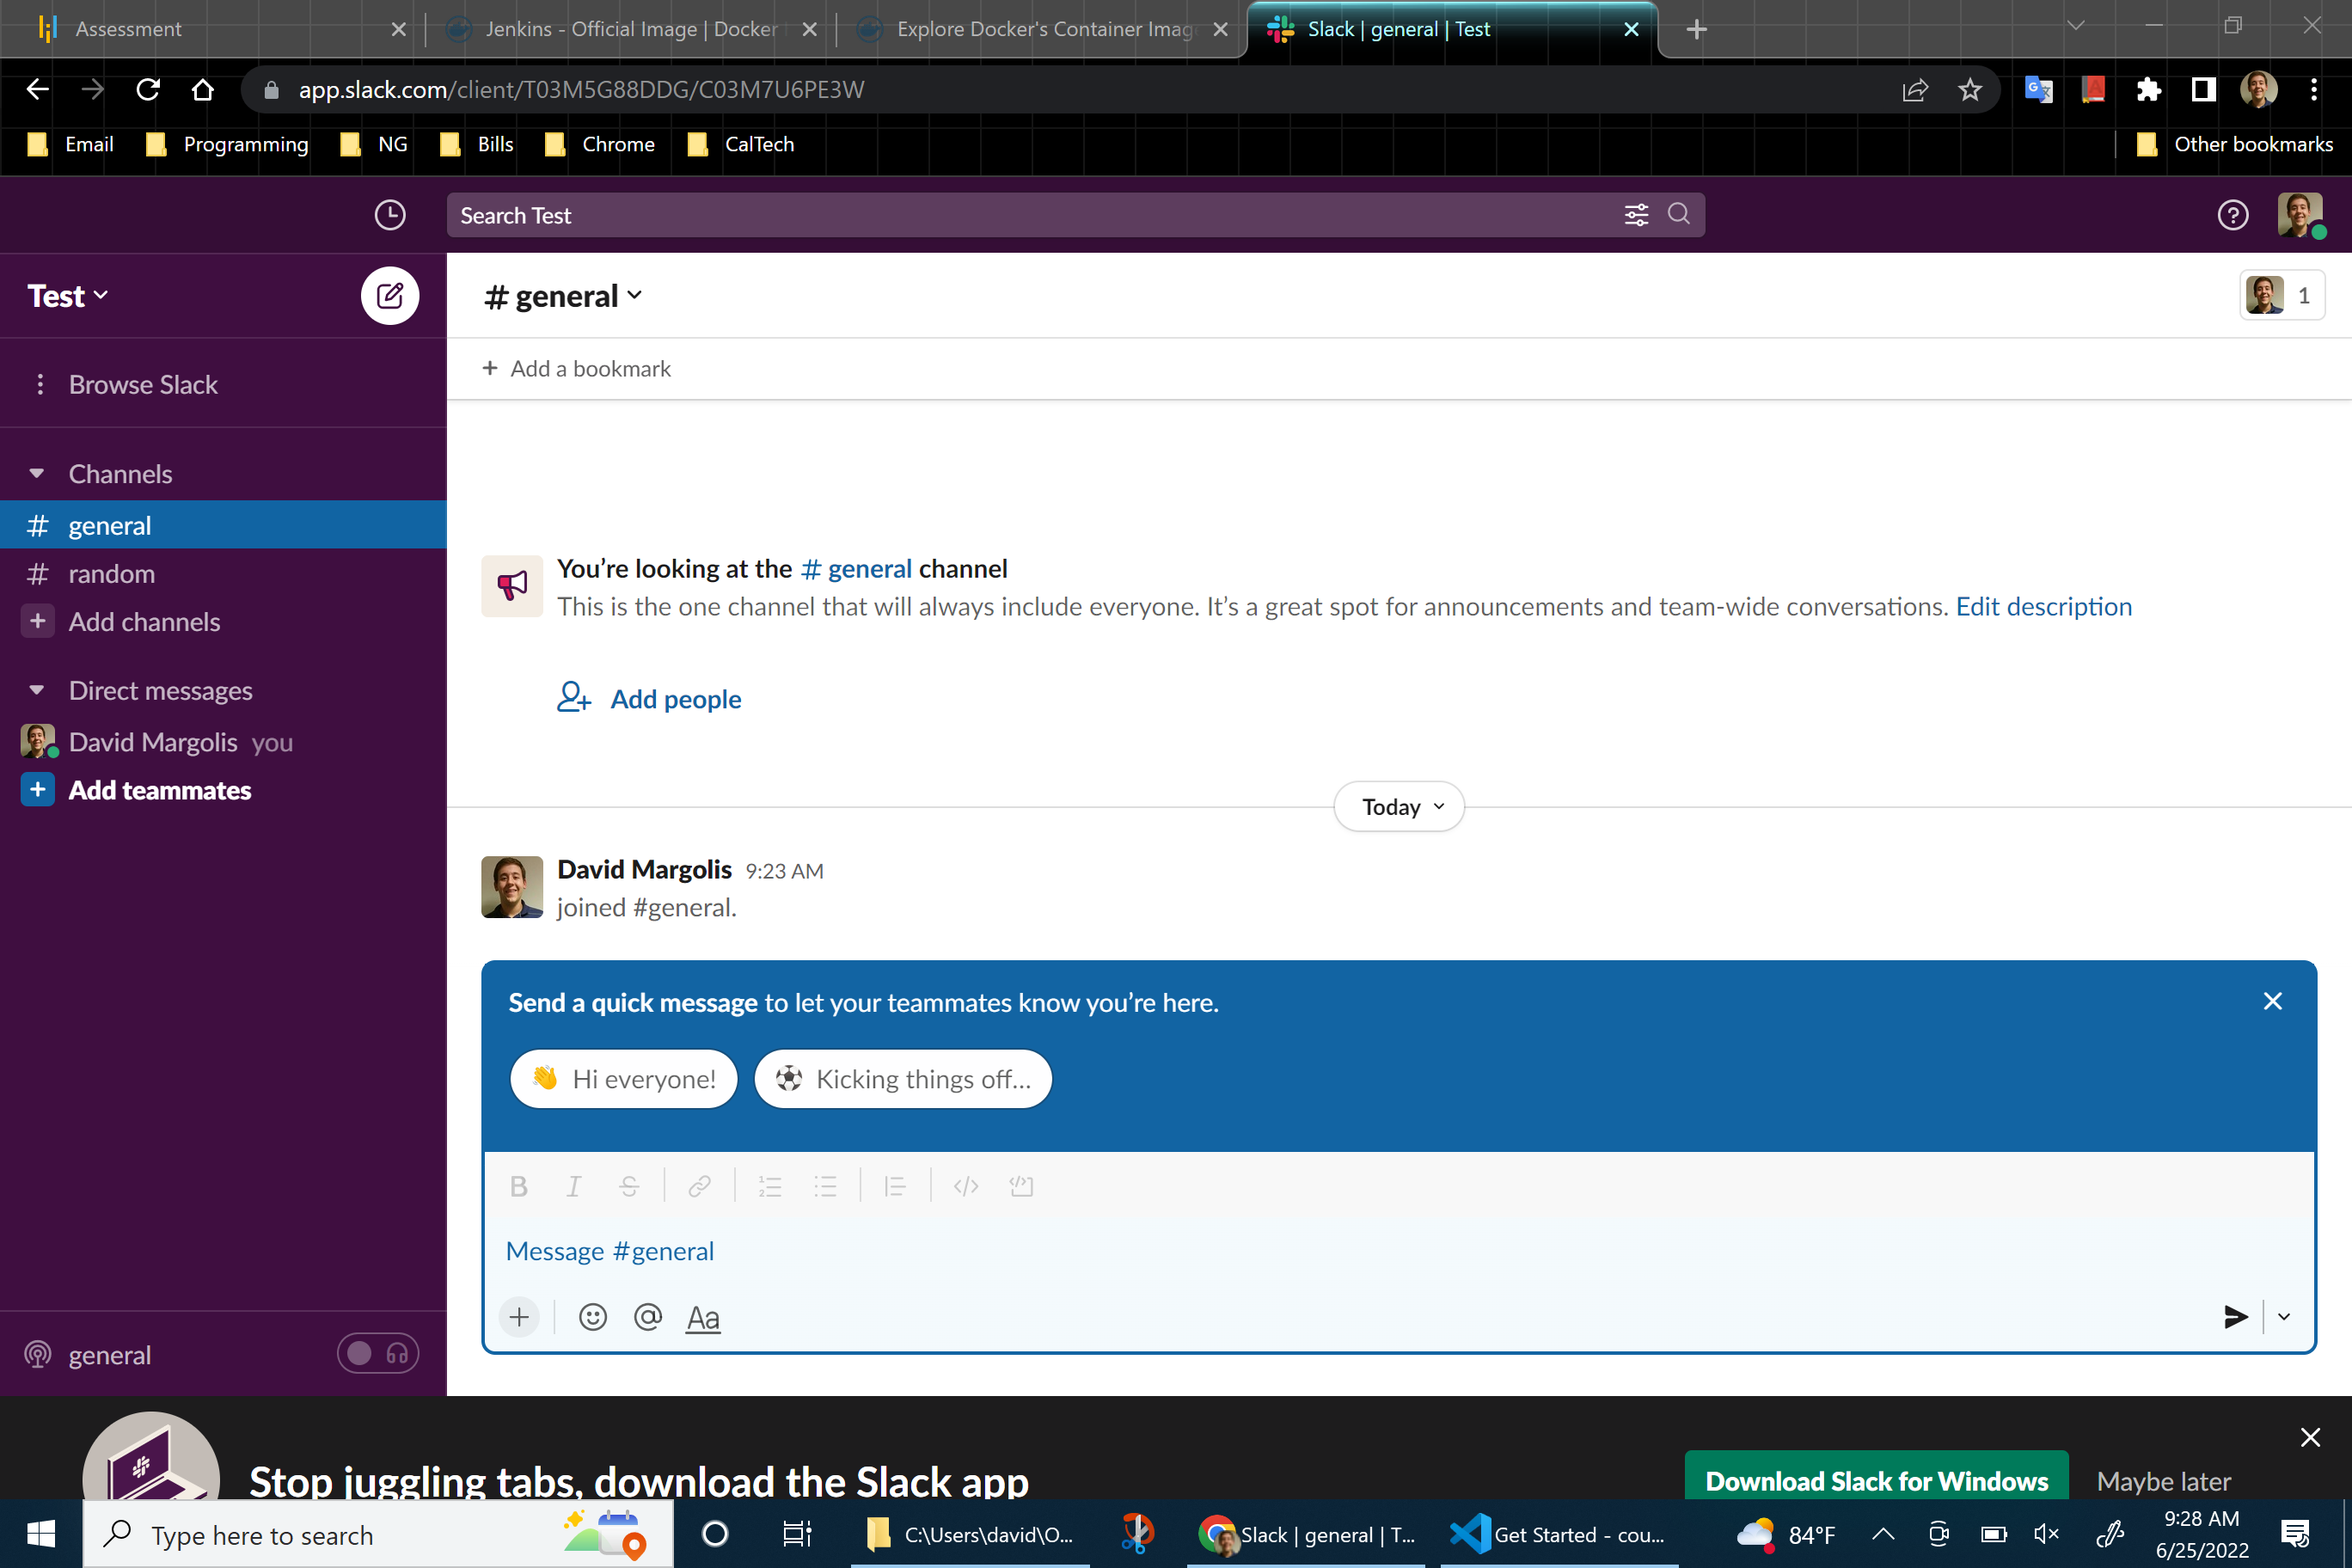 Assessment
Jenkins - Official Image | Docker
Explore Docker's Container Imag
Slack | general | Test
app.slack.com/client/T03M5G88DDG/C03M7U6PE3W
Email
Programming
NG
Bills
Chrome
CalTech
Other bookmarks
Search Test
Test
# general
1
Add a bookmark
Browse Slack
Channels
# general
# random
+ Add channels
Direct messages
David Margolis you
+ Add teammates
You’re looking at the # general channel
This is the one channel that will always include everyone. It’s a great spot for announcements and team-wide conversations. Edit description
Add people
Today
David Margolis 9:23 AM
joined #general.
Send a quick message to let your teammates know you’re here.
👋 Hi everyone!
⚽ Kicking things off...
Message #general
Aa
general
Stop juggling tabs, download the Slack app
Download Slack for Windows
Maybe later
Type here to search
C:\Users\david\O...
Slack | general | T...
Get Started - cou...
84°F
9:28 AM
6/25/2022